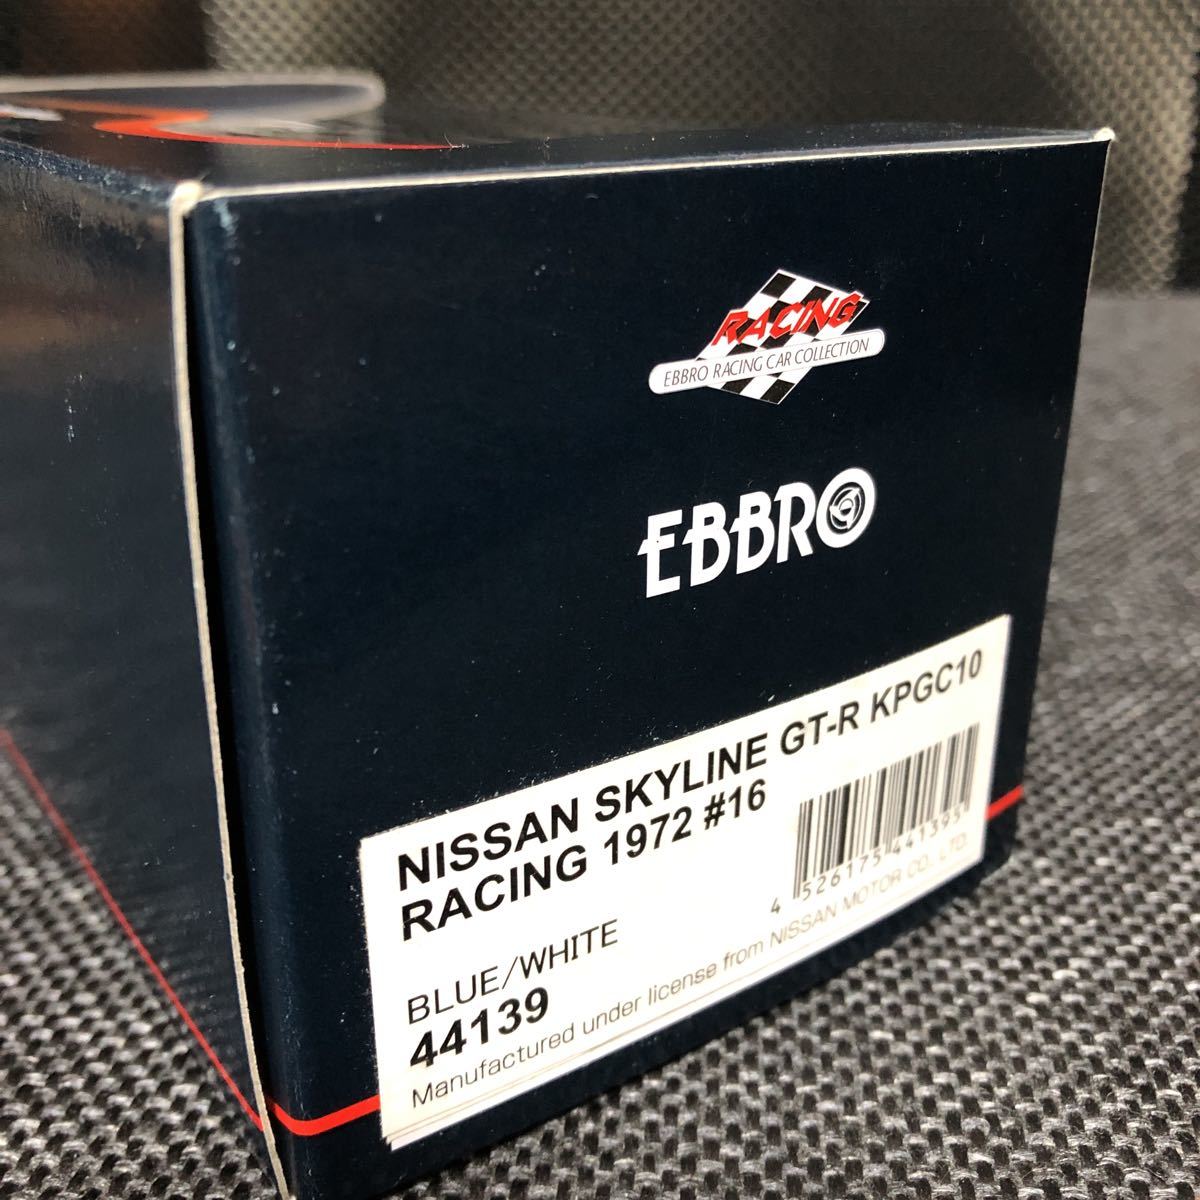 RACING
EBBRO RACING CAR COLLECTION
EBBRO
NISSAN SKYLINE GT-R KPGC10
RACING 1972 #16
BLUE/WHITE
44139
4 526175 441395
Manufactured under license from NISSAN MOTOR CO., LTD.